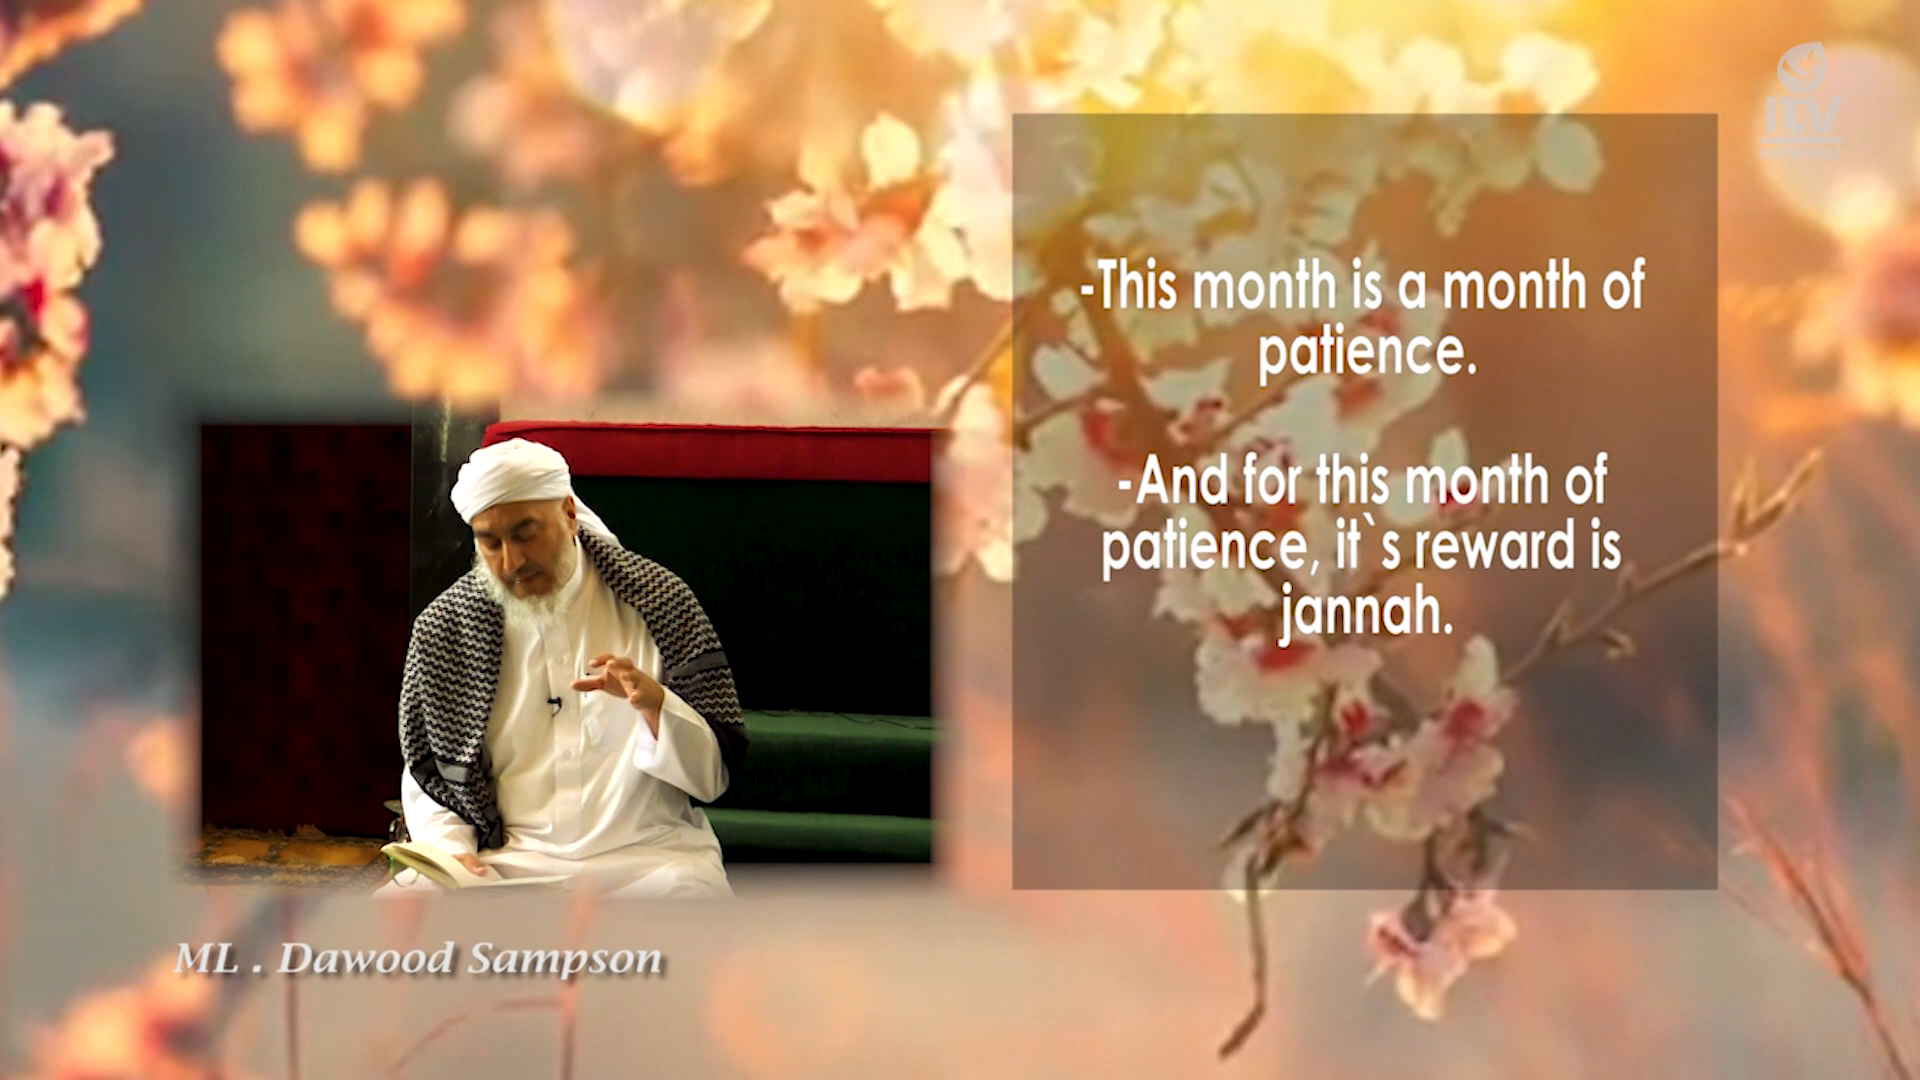 ITV
-This month is a month of
patience.
-And for this month of
patience, it`s reward is
jannah.
ML . Dawood Sampson